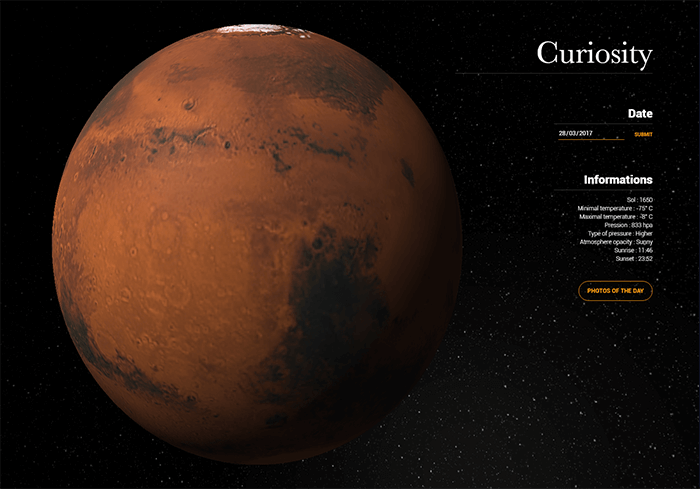 Curiosity
Date
28/03/2017 SUBMIT
Informations
Sol : 1650
Minimal temperature : -75° C
Maximal temperature : -8° C
Pression : 833 hpa
Type of pressure : Higher
Atmosphere opacity : Suony
Sunrise : 11:46
Sunset : 23:52
PHOTOS OF THE DAY